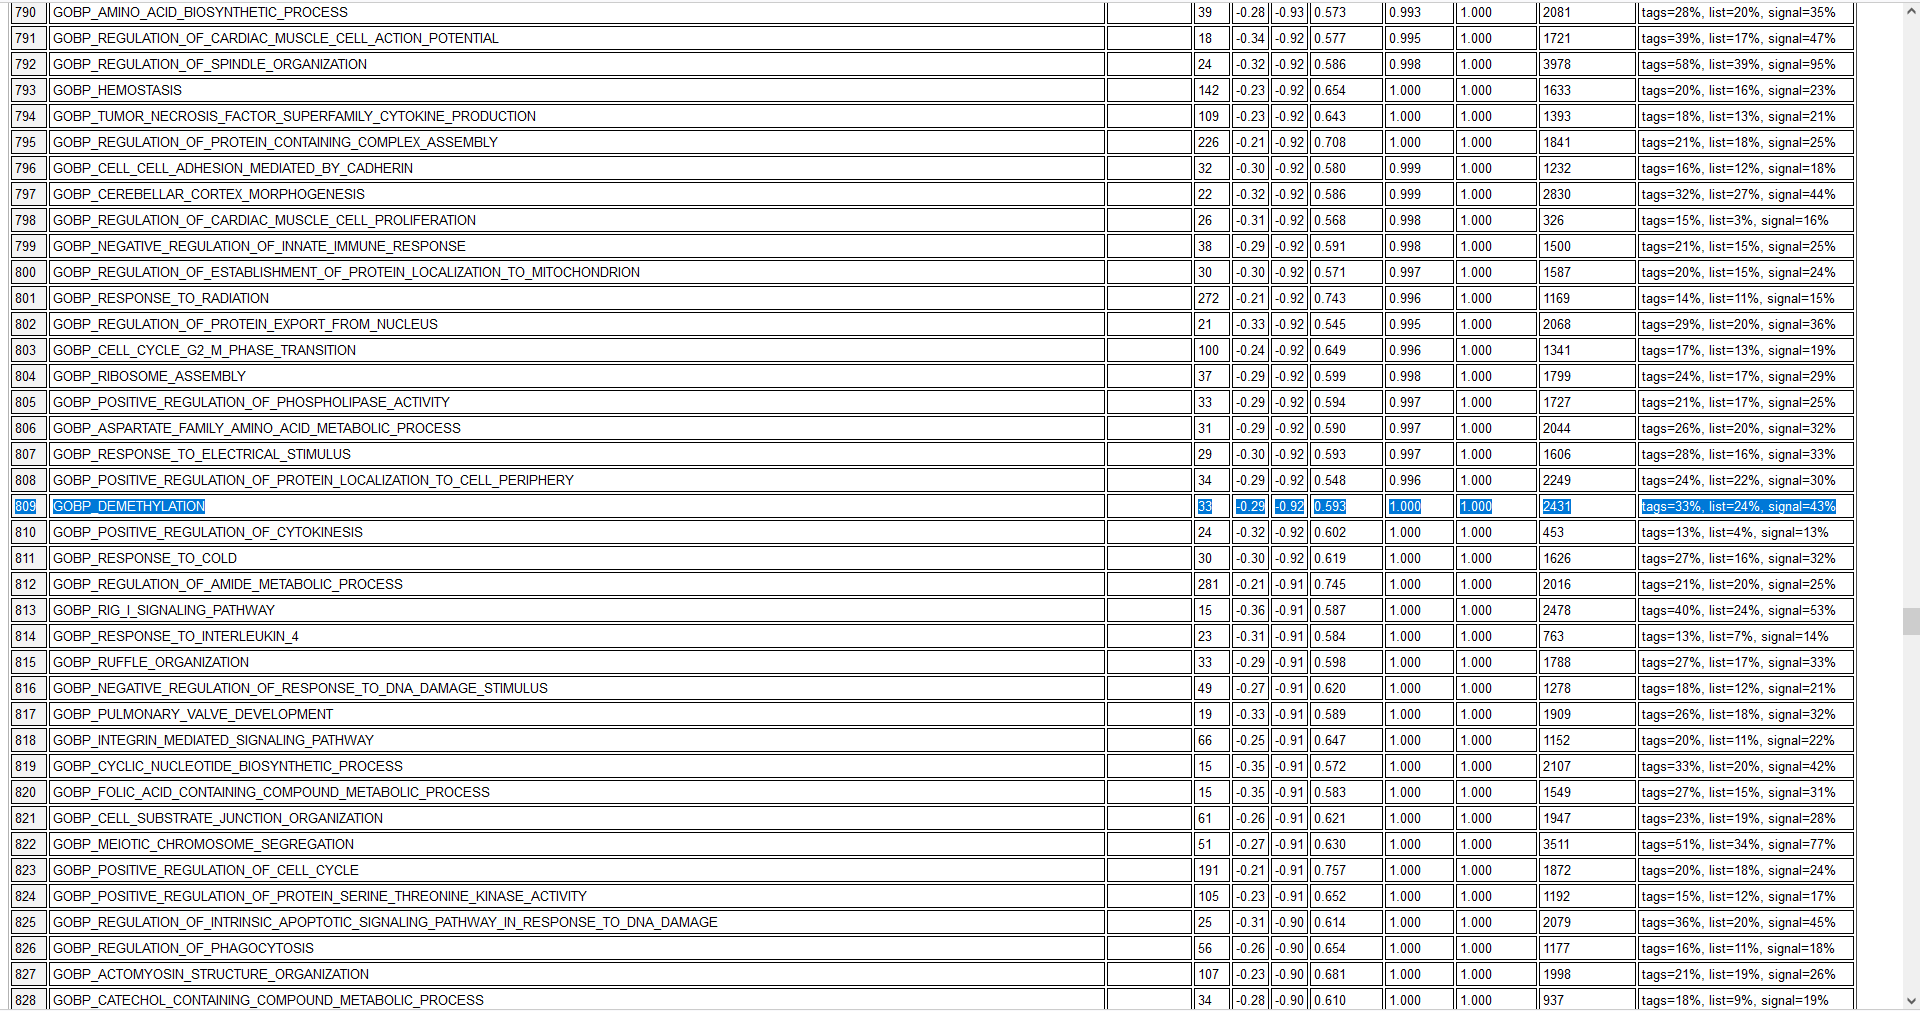 790 GOBP_AMINO_ACID_BIOSYNTHETIC_PROCESS 39 -0.28 -0.93 0.573 0.993 1.000 2081 tags=28%, list=20%, signal=35%
791 GOBP_REGULATION_OF_CARDIAC_MUSCLE_CELL_ACTION_POTENTIAL 18 -0.34 -0.92 0.577 0.995 1.000 1721 tags=39%, list=17%, signal=47%
792 GOBP_REGULATION_OF_SPINDLE_ORGANIZATION 24 -0.32 -0.92 0.586 0.998 1.000 3978 tags=58%, list=39%, signal=95%
793 GOBP_HEMOSTASIS 142 -0.23 -0.92 0.654 1.000 1.000 1633 tags=20%, list=16%, signal=23%
794 GOBP_TUMOR_NECROSIS_FACTOR_SUPERFAMILY_CYTOKINE_PRODUCTION 109 -0.23 -0.92 0.643 1.000 1.000 1393 tags=18%, list=13%, signal=21%
795 GOBP_REGULATION_OF_PROTEIN_CONTAINING_COMPLEX_ASSEMBLY 226 -0.21 -0.92 0.708 1.000 1.000 1841 tags=21%, list=18%, signal=25%
796 GOBP_CELL_CELL_ADHESION_MEDIATED_BY_CADHERIN 32 -0.30 -0.92 0.580 0.999 1.000 1232 tags=16%, list=12%, signal=18%
797 GOBP_CEREBELLAR_CORTEX_MORPHOGENESIS 22 -0.32 -0.92 0.586 0.999 1.000 2830 tags=32%, list=27%, signal=44%
798 GOBP_REGULATION_OF_CARDIAC_MUSCLE_CELL_PROLIFERATION 26 -0.31 -0.92 0.568 0.998 1.000 326 tags=15%, list=3%, signal=16%
799 GOBP_NEGATIVE_REGULATION_OF_INNATE_IMMUNE_RESPONSE 38 -0.29 -0.92 0.591 0.998 1.000 1500 tags=21%, list=15%, signal=25%
800 GOBP_REGULATION_OF_ESTABLISHMENT_OF_PROTEIN_LOCALIZATION_TO_MITOCHONDRION 30 -0.30 -0.92 0.571 0.997 1.000 1587 tags=20%, list=15%, signal=24%
801 GOBP_RESPONSE_TO_RADIATION 272 -0.21 -0.92 0.743 0.996 1.000 1169 tags=14%, list=11%, signal=15%
802 GOBP_REGULATION_OF_PROTEIN_EXPORT_FROM_NUCLEUS 21 -0.33 -0.92 0.545 0.995 1.000 2068 tags=29%, list=20%, signal=36%
803 GOBP_CELL_CYCLE_G2_M_PHASE_TRANSITION 100 -0.24 -0.92 0.649 0.996 1.000 1341 tags=17%, list=13%, signal=19%
804 GOBP_RIBOSOME_ASSEMBLY 37 -0.29 -0.92 0.599 0.998 1.000 1799 tags=24%, list=17%, signal=29%
805 GOBP_POSITIVE_REGULATION_OF_PHOSPHOLIPASE_ACTIVITY 33 -0.29 -0.92 0.594 0.997 1.000 1727 tags=21%, list=17%, signal=25%
806 GOBP_ASPARTATE_FAMILY_AMINO_ACID_METABOLIC_PROCESS 31 -0.29 -0.92 0.590 0.997 1.000 2044 tags=26%, list=20%, signal=32%
807 GOBP_RESPONSE_TO_ELECTRICAL_STIMULUS 29 -0.30 -0.92 0.593 0.997 1.000 1606 tags=28%, list=16%, signal=33%
808 GOBP_POSITIVE_REGULATION_OF_PROTEIN_LOCALIZATION_TO_CELL_PERIPHERY 34 -0.29 -0.92 0.548 0.996 1.000 2249 tags=24%, list=22%, signal=30%
809 GOBP_DEMETHYLATION 33 -0.29 -0.92 0.593 1.000 1.000 2431 tags=33%, list=24%, signal=43%
810 GOBP_POSITIVE_REGULATION_OF_CYTOKINESIS 24 -0.32 -0.92 0.602 1.000 1.000 453 tags=13%, list=4%, signal=13%
811 GOBP_RESPONSE_TO_COLD 30 -0.30 -0.92 0.619 1.000 1.000 1626 tags=27%, list=16%, signal=32%
812 GOBP_REGULATION_OF_AMIDE_METABOLIC_PROCESS 281 -0.21 -0.91 0.745 1.000 1.000 2016 tags=21%, list=20%, signal=25%
813 GOBP_RIG_I_SIGNALING_PATHWAY 15 -0.36 -0.91 0.587 1.000 1.000 2478 tags=40%, list=24%, signal=53%
814 GOBP_RESPONSE_TO_INTERLEUKIN_4 23 -0.31 -0.91 0.584 1.000 1.000 763 tags=13%, list=7%, signal=14%
815 GOBP_RUFFLE_ORGANIZATION 33 -0.29 -0.91 0.598 1.000 1.000 1788 tags=27%, list=17%, signal=33%
816 GOBP_NEGATIVE_REGULATION_OF_RESPONSE_TO_DNA_DAMAGE_STIMULUS 49 -0.27 -0.91 0.620 1.000 1.000 1278 tags=18%, list=12%, signal=21%
817 GOBP_PULMONARY_VALVE_DEVELOPMENT 19 -0.33 -0.91 0.589 1.000 1.000 1909 tags=26%, list=18%, signal=32%
818 GOBP_INTEGRIN_MEDIATED_SIGNALING_PATHWAY 66 -0.25 -0.91 0.647 1.000 1.000 1152 tags=20%, list=11%, signal=22%
819 GOBP_CYCLIC_NUCLEOTIDE_BIOSYNTHETIC_PROCESS 15 -0.35 -0.91 0.572 1.000 1.000 2107 tags=33%, list=20%, signal=42%
820 GOBP_FOLIC_ACID_CONTAINING_COMPOUND_METABOLIC_PROCESS 15 -0.35 -0.91 0.583 1.000 1.000 1549 tags=27%, list=15%, signal=31%
821 GOBP_CELL_SUBSTRATE_JUNCTION_ORGANIZATION 61 -0.26 -0.91 0.621 1.000 1.000 1947 tags=23%, list=19%, signal=28%
822 GOBP_MEIOTIC_CHROMOSOME_SEGREGATION 51 -0.27 -0.91 0.630 1.000 1.000 3511 tags=51%, list=34%, signal=77%
823 GOBP_POSITIVE_REGULATION_OF_CELL_CYCLE 191 -0.21 -0.91 0.757 1.000 1.000 1872 tags=20%, list=18%, signal=24%
824 GOBP_POSITIVE_REGULATION_OF_PROTEIN_SERINE_THREONINE_KINASE_ACTIVITY 105 -0.23 -0.91 0.652 1.000 1.000 1192 tags=15%, list=12%, signal=17%
825 GOBP_REGULATION_OF_INTRINSIC_APOPTOTIC_SIGNALING_PATHWAY_IN_RESPONSE_TO_DNA_DAMAGE 25 -0.31 -0.90 0.614 1.000 1.000 2079 tags=36%, list=20%, signal=45%
826 GOBP_REGULATION_OF_PHAGOCYTOSIS 56 -0.26 -0.90 0.654 1.000 1.000 1177 tags=16%, list=11%, signal=18%
827 GOBP_ACTOMYOSIN_STRUCTURE_ORGANIZATION 107 -0.23 -0.90 0.681 1.000 1.000 1998 tags=21%, list=19%, signal=26%
828 GOBP_CATECHOL_CONTAINING_COMPOUND_METABOLIC_PROCESS 34 -0.28 -0.90 0.610 1.000 1.000 937 tags=18%, list=9%, signal=19%